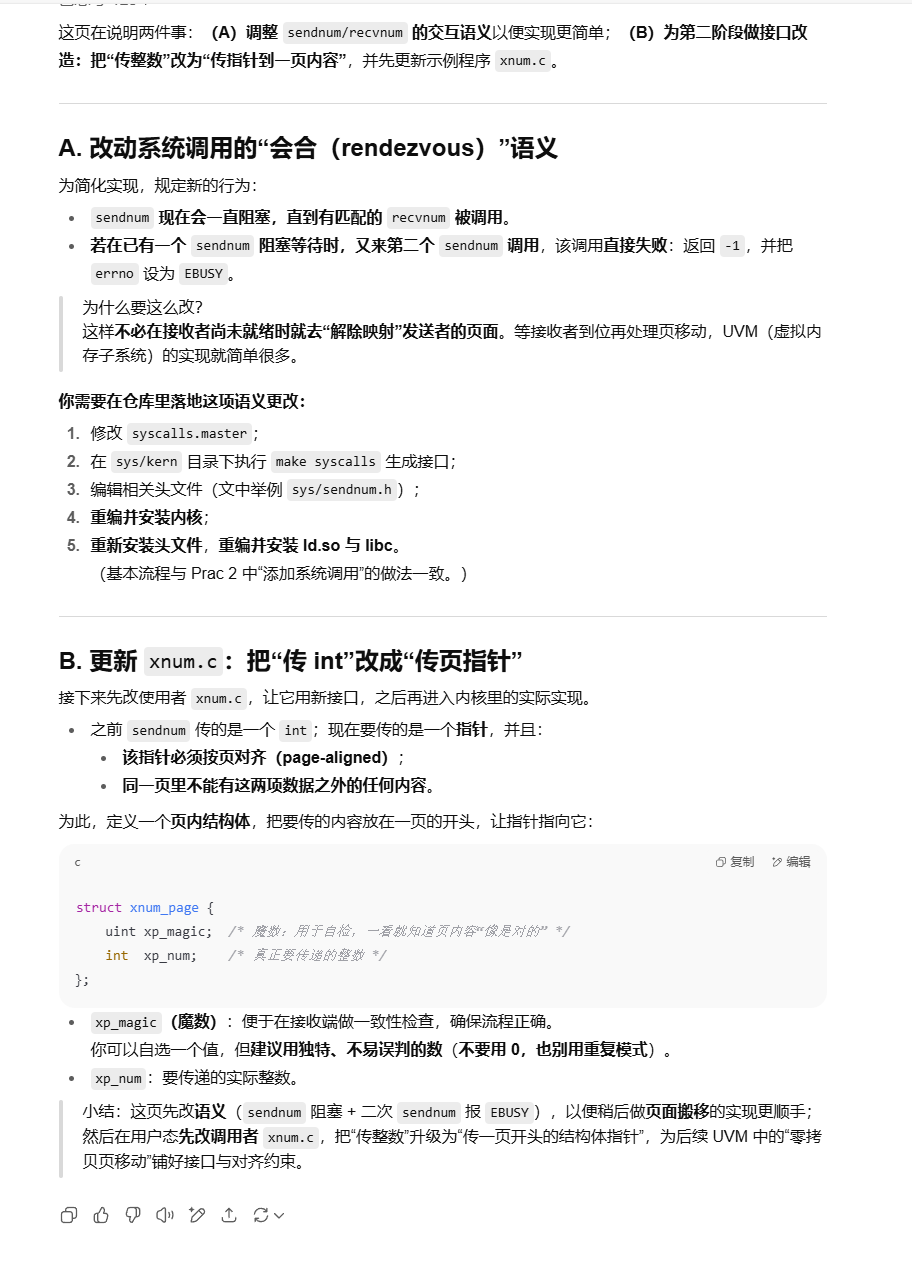 这页在说明两件事：（A）调整 sendnum/recvnum 的交互语义以便实现更简单；（B）为第二阶段做接口改
造：把“传整数”改为“传指针到一页内容”，并先更新示例程序 xnum.c。
A. 改动系统调用的“会合（rendezvous）”语义
为简化实现，规定新的行为：
• sendnum 现在会一直阻塞，直到有匹配的 recvnum 被调用。
• 若在已有一个 sendnum 阻塞等待时，又来第二个 sendnum 调用，该调用直接失败：返回 -1，并把
errno 设为 EBUSY。
为什么要这么改？
这样不必在接收者尚未就绪时就去“解除映射”发送者的页面。等接收者到位再处理页移动，UVM（虚拟内
存子系统）的实现就简单很多。
你需要在仓库里落地这项语义更改：
1. 修改 syscalls.master；
2. 在 sys/kern 目录下执行 make syscalls 生成接口；
3. 编辑相关头文件（文中举例 sys/sendnum.h）；
4. 重编并安装内核；
5. 重新安装头文件，重编并安装 ld.so 与 libc。
（基本流程与 Prac 2 中“添加系统调用”的做法一致。）
B. 更新 xnum.c：把“传 int”改成“传页指针”
接下来先改使用者 xnum.c，让它用新接口，之后再进入内核里的实际实现。
• 之前 sendnum 传的是一个 int；现在要传的是一个指针，并且：
• 该指针必须按页对齐（page-aligned）；
• 同一页里不能有这两项数据之外的任何内容。
为此，定义一个页内结构体，把要传的内容放在一页的开头，让指针指向它：
c 复制 编辑
struct xnum_page {
uint xp_magic; /* 魔数：用于自检，一看就知道页内容“像是对的” */
int xp_num; /* 真正要传递的整数 */
};
• xp_magic（魔数）：便于在接收端做一致性检查，确保流程正确。
你可以自选一个值，但建议用独特、不易误判的数（不要用 0，也别用重复模式）。
• xp_num：要传递的实际整数。
小结：这页先改语义（sendnum 阻塞 + 二次 sendnum 报 EBUSY），以便稍后做页面搬移的实现更顺手；
然后在用户态先改调用者 xnum.c，把“传整数”升级为“传一页开头的结构体指针”，为后续 UVM 中的“零拷
贝页移动”铺好接口与对齐约束。